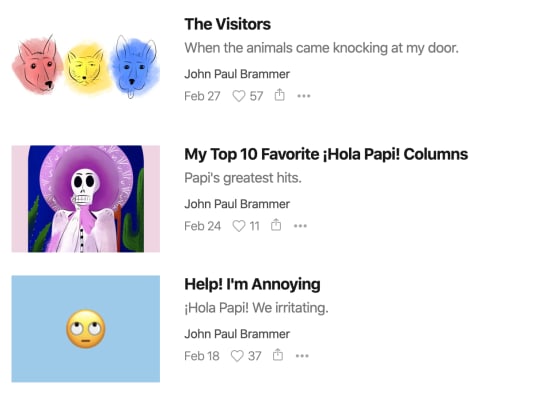 The Visitors
When the animals came knocking at my door.
John Paul Brammer
Feb 27 57
My Top 10 Favorite ¡Hola Papi! Columns
Papi's greatest hits.
John Paul Brammer
Feb 24 11
Help! I'm Annoying
¡Hola Papi! We irritating.
John Paul Brammer
Feb 18 37